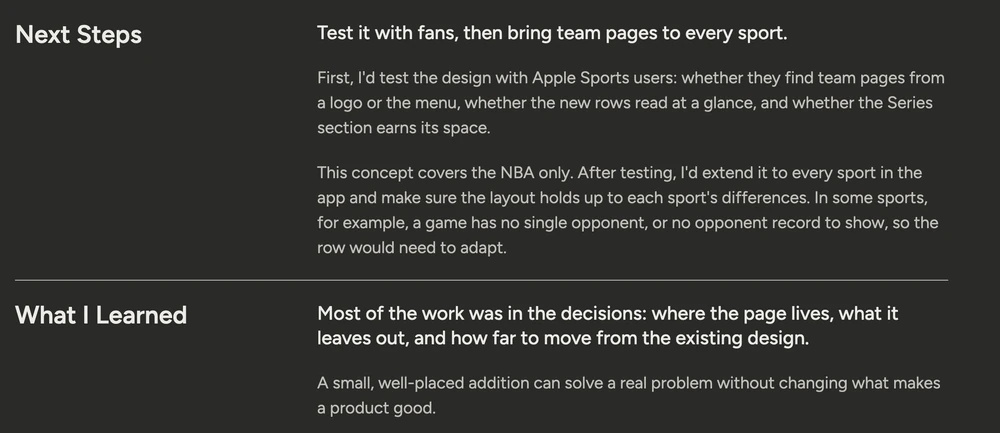 Next Steps
Test it with fans, then bring team pages to every sport.
First, I'd test the design with Apple Sports users: whether they find team pages from
a logo or the menu, whether the new rows read at a glance, and whether the Series
section earns its space.
This concept covers the NBA only. After testing, I'd extend it to every sport in the
app and make sure the layout holds up to each sport's differences. In some sports,
for example, a game has no single opponent, or no opponent record to show, so the
row would need to adapt.
What I Learned
Most of the work was in the decisions: where the page lives, what it
leaves out, and how far to move from the existing design.
A small, well-placed addition can solve a real problem without changing what makes
a product good.